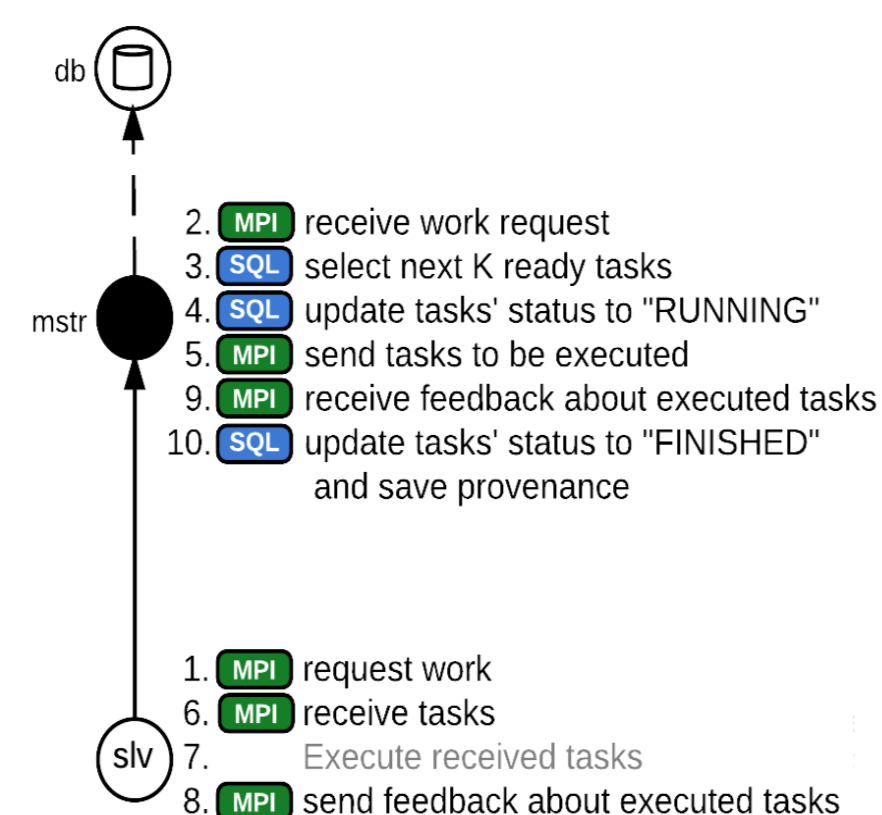 db
2. MPI receive work request
3. SQL select next K ready tasks
mstr
4. SQL update tasks' status to "RUNNING"
5. MPI send tasks to be executed
9. MPI receive feedback about executed tasks
10. SQL update tasks' status to "FINISHED"
and save provenance
1. MPI request work
6. MPI receive tasks
slv
7. Execute received tasks
8. MPI send feedback about executed tasks